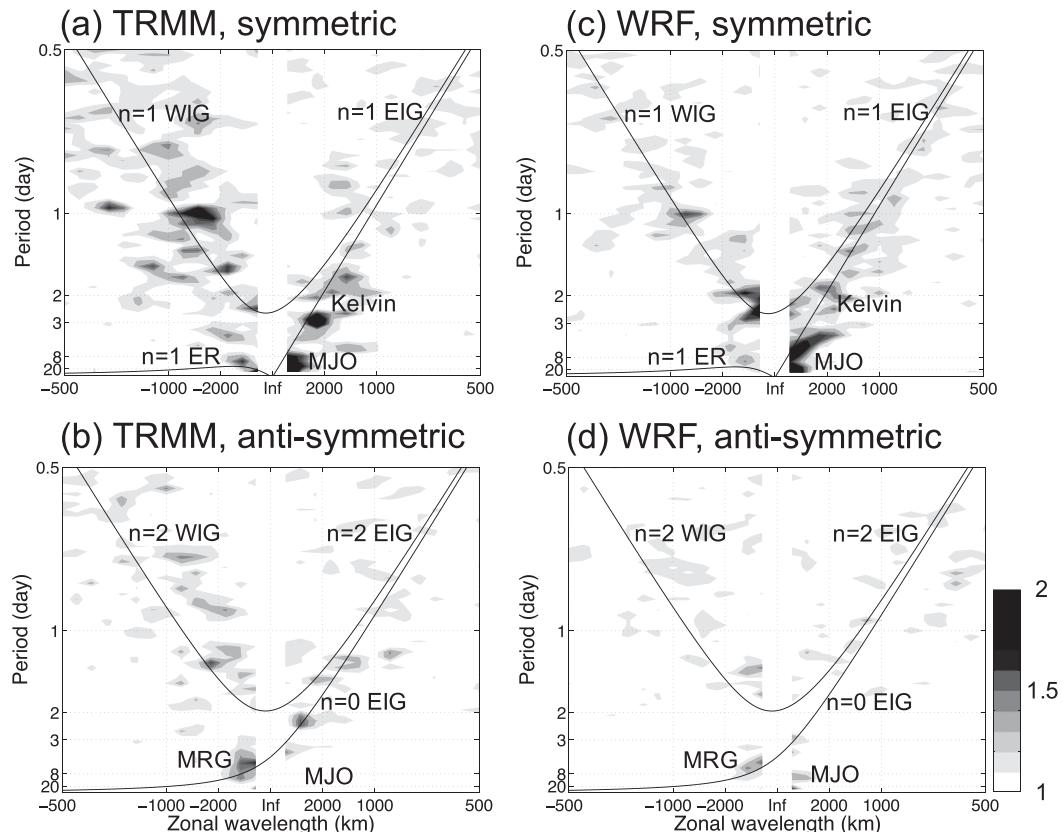 (a) TRMM, symmetric
0.5
n=1 WIG
n=1 EIG
Period (day)
1
2
Kelvin
3
8
n=1 ER
MJO
20
−500
−1000
−2000
Inf
2000
1000
500
(c) WRF, symmetric
0.5
n=1 WIG
n=1 EIG
Period (day)
1
2
Kelvin
3
8
n=1 ER
MJO
20
−500
−1000
−2000
Inf
2000
1000
500
(b) TRMM, anti-symmetric
0.5
n=2 WIG
n=2 EIG
Period (day)
1
n=0 EIG
2
3
MRG
8
MJO
20
−500
−1000
−2000
Inf
2000
1000
500
Zonal wavelength (km)
(d) WRF, anti-symmetric
0.5
n=2 WIG
n=2 EIG
Period (day)
1
n=0 EIG
2
3
MRG
8
MJO
20
−500
−1000
−2000
Inf
2000
1000
500
Zonal wavelength (km)
2
1.5
1